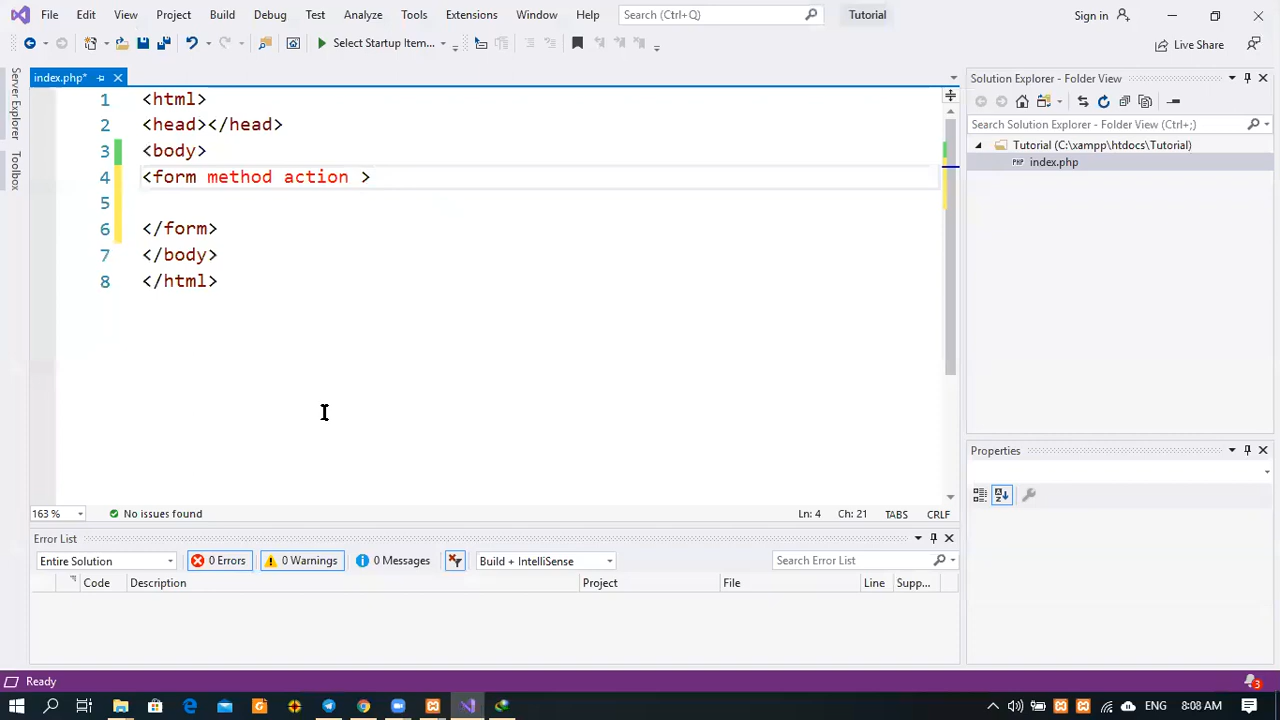 File Edit View Project Build Debug Test Analyze Tools Extensions Window Help Search (Ctrl+Q) Tutorial Sign in
Select Startup Item... Live Share
Server Explorer
Toolbox
index.php*
1 <html>
2 <head></head>
3 <body>
4 <form method action >
5
6 </form>
7 </body>
8 </html>
163 % No issues found Ln: 4 Ch: 21 TABS CRLF
Error List
Entire Solution 0 Errors 0 Warnings 0 Messages Build + IntelliSense Search Error List
Code Description Project File Line Supp...
Solution Explorer - Folder View
Search Solution Explorer - Folder View (Ctrl+;)
Tutorial (C:\xampp\htdocs\Tutorial)
PHP index.php
Properties
Ready 3
8:08 AM